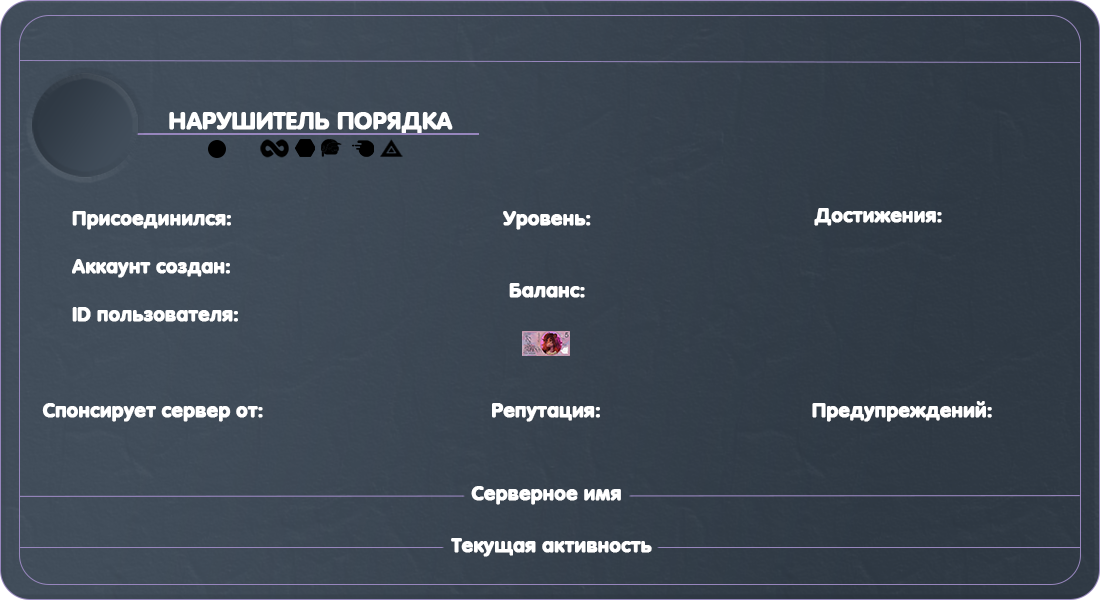 НАРУШИТЕЛЬ ПОРЯДКА
Присоединился:
Уровень:
Достижения:
Аккаунт создан:
Баланс:
ID пользователя:
Спонсирует сервер от:
Репутация:
Предупреждений:
Серверное имя
Текущая активность